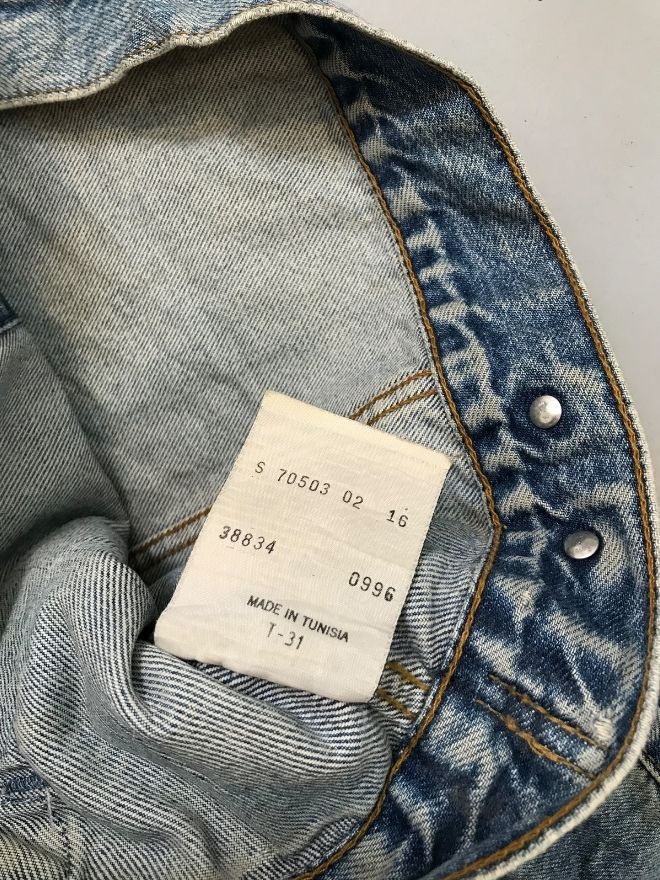 S 70503 02 16
38834
0996
MADE IN TUNISIA
T-31